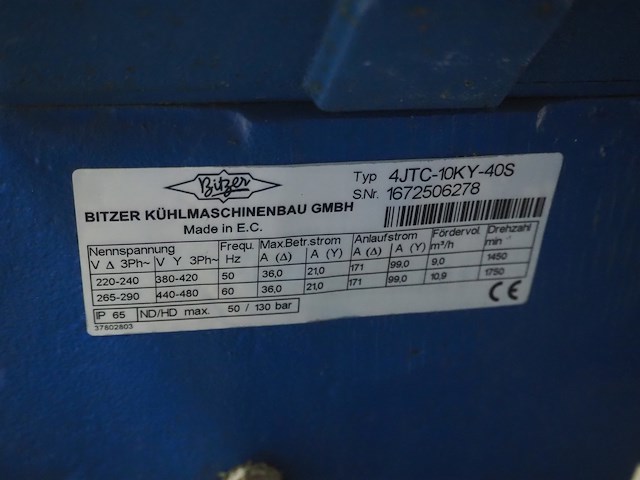 Bitzer
Typ 4JTC-10KY-40S
S.Nr. 1672506278
BITZER KÜHLMASCHINENBAU GMBH
Made in E.C.
Nennspannung Frequ. Max.Betr.strom Anlaufstrom Fördervol. Drehzahl
V Δ 3Ph~ V Y 3Ph~ Hz A (Δ) A (Y) A (Δ) A (Y) m³/h min
220-240 380-420 50 36,0 21,0 171 99,0 9,0 1450
265-290 440-480 60 36,0 21,0 171 99,0 10,9 1750
IP 65 ND/HD max. 50 / 130 bar
37802803
CE